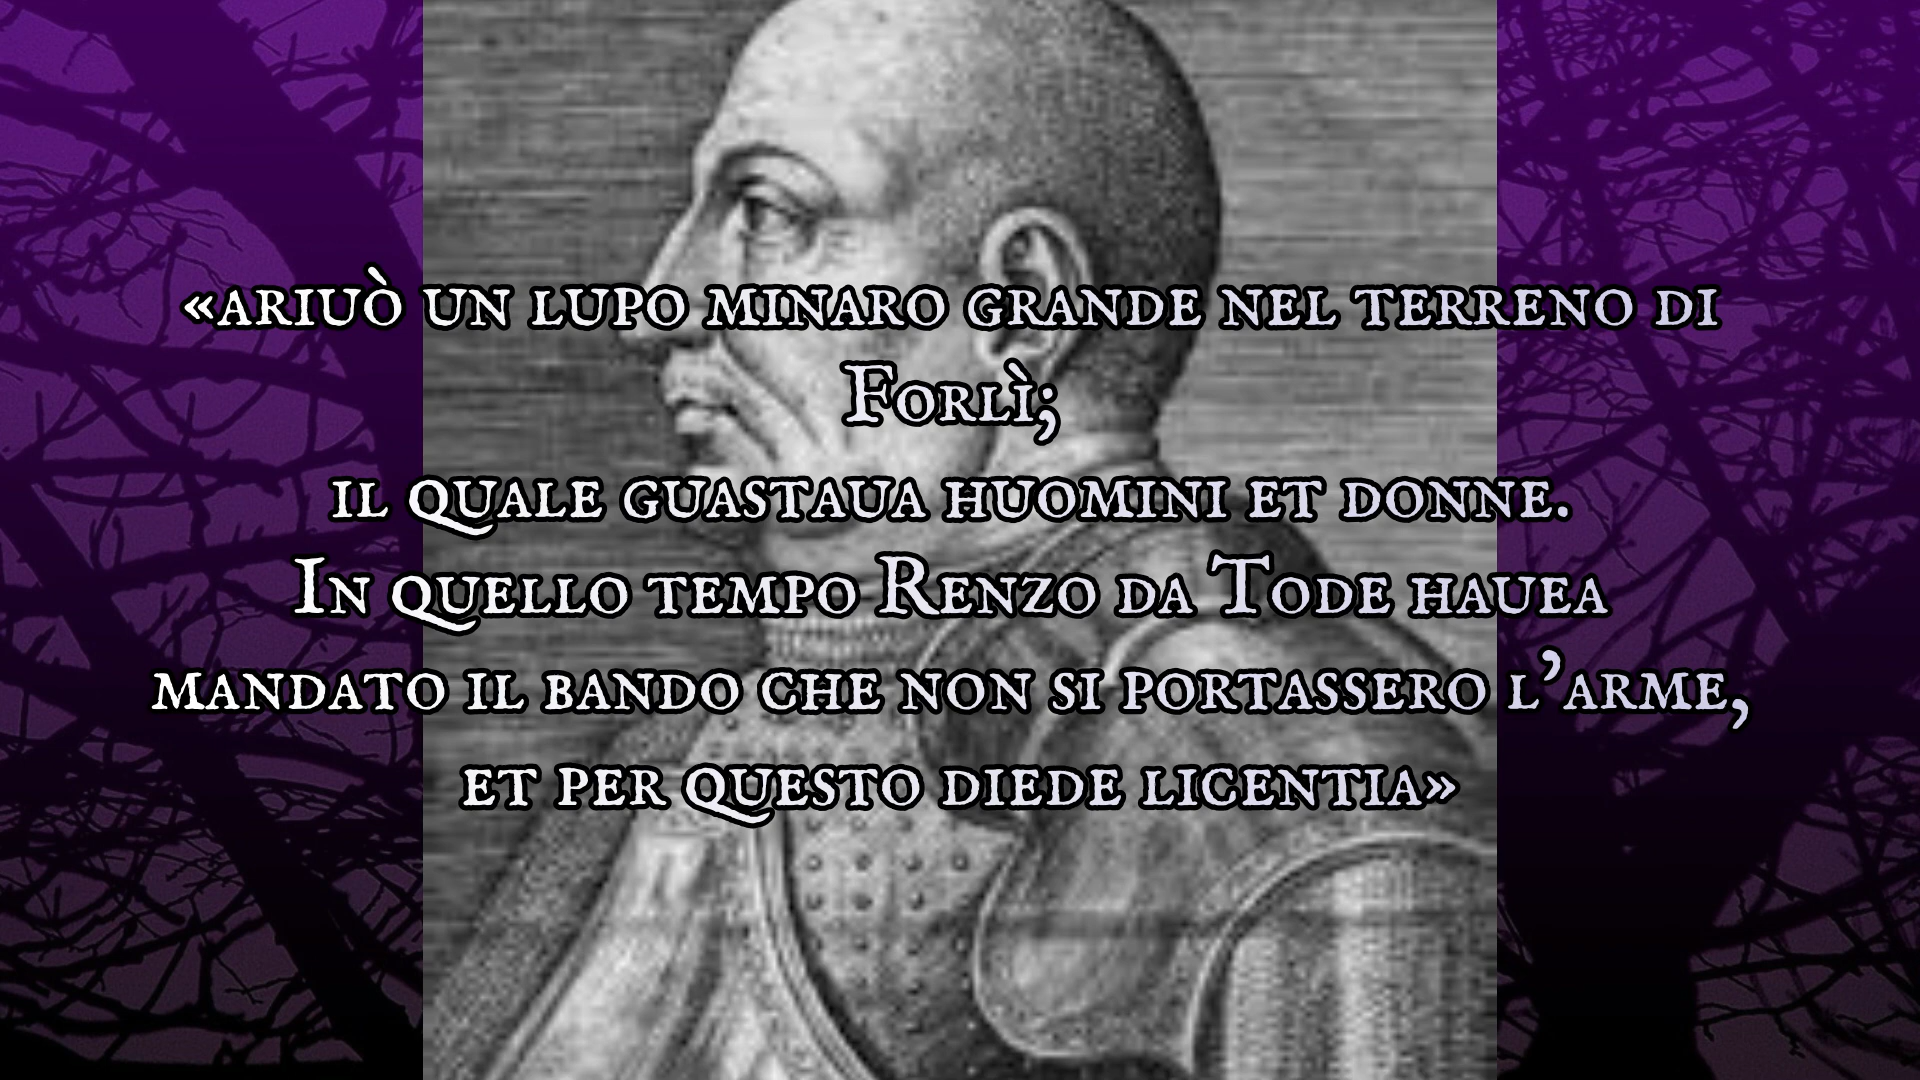 «ariuò un lupo minaro grande nel terreno di
Forlì;
il quale guastaua huomini et donne.
In quello tempo Renzo da Tode hauea
mandato il bando che non si portassero l’arme,
et per questo diede licentia»